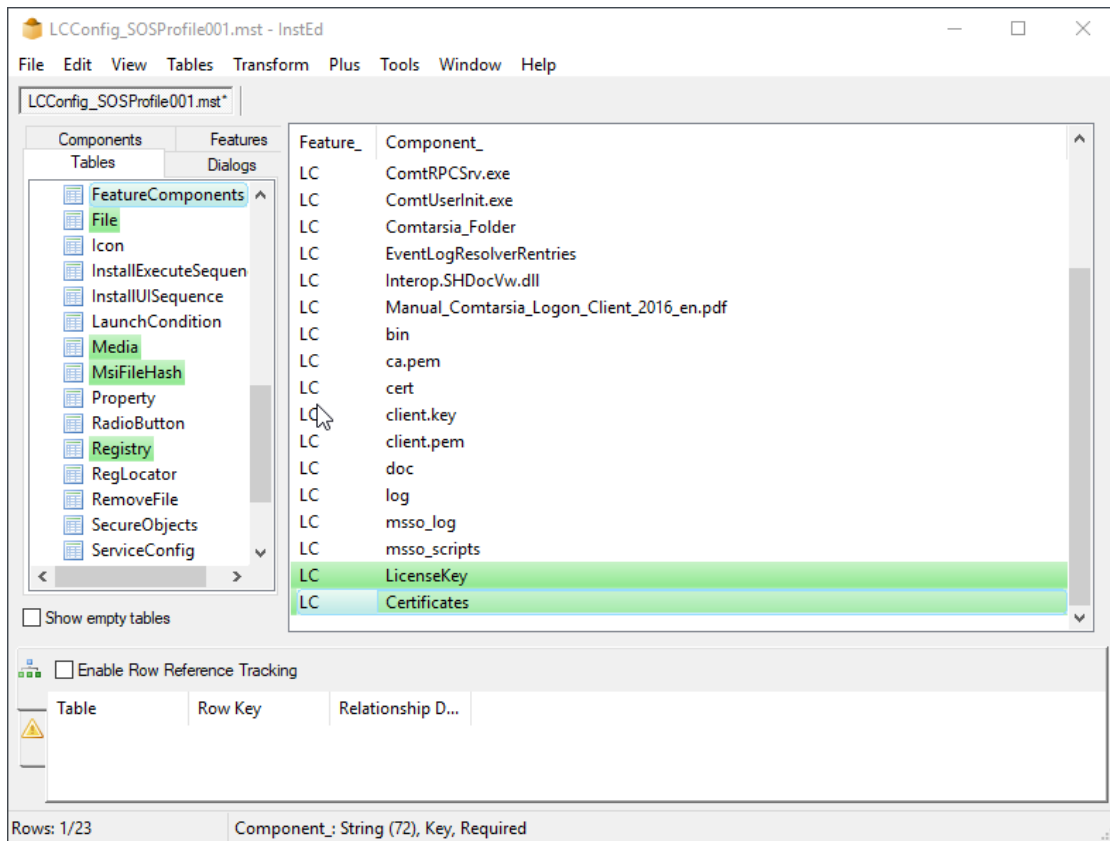 LCConfig_SOSProfile001.mst - InstEd
File Edit View Tables Transform Plus Tools Window Help
LCConfig_SOSProfile001.mst*
Components Features
Tables Dialogs
FeatureComponents
File
Icon
InstallExecuteSequen
InstallUISequence
LaunchCondition
Media
MsiFileHash
Property
RadioButton
Registry
RegLocator
RemoveFile
SecureObjects
ServiceConfig
Show empty tables
Feature_ Component_
LC ComtRPCSrv.exe
LC ComtUserInit.exe
LC Comtarsia_Folder
LC EventLogResolverRentries
LC Interop.SHDocVw.dll
LC Manual_Comtarsia_Logon_Client_2016_en.pdf
LC bin
LC ca.pem
LC cert
LC client.key
LC client.pem
LC doc
LC log
LC msso_log
LC msso_scripts
LC LicenseKey
LC Certificates
Enable Row Reference Tracking
Table Row Key Relationship D...
Rows: 1/23 Component_: String (72), Key, Required